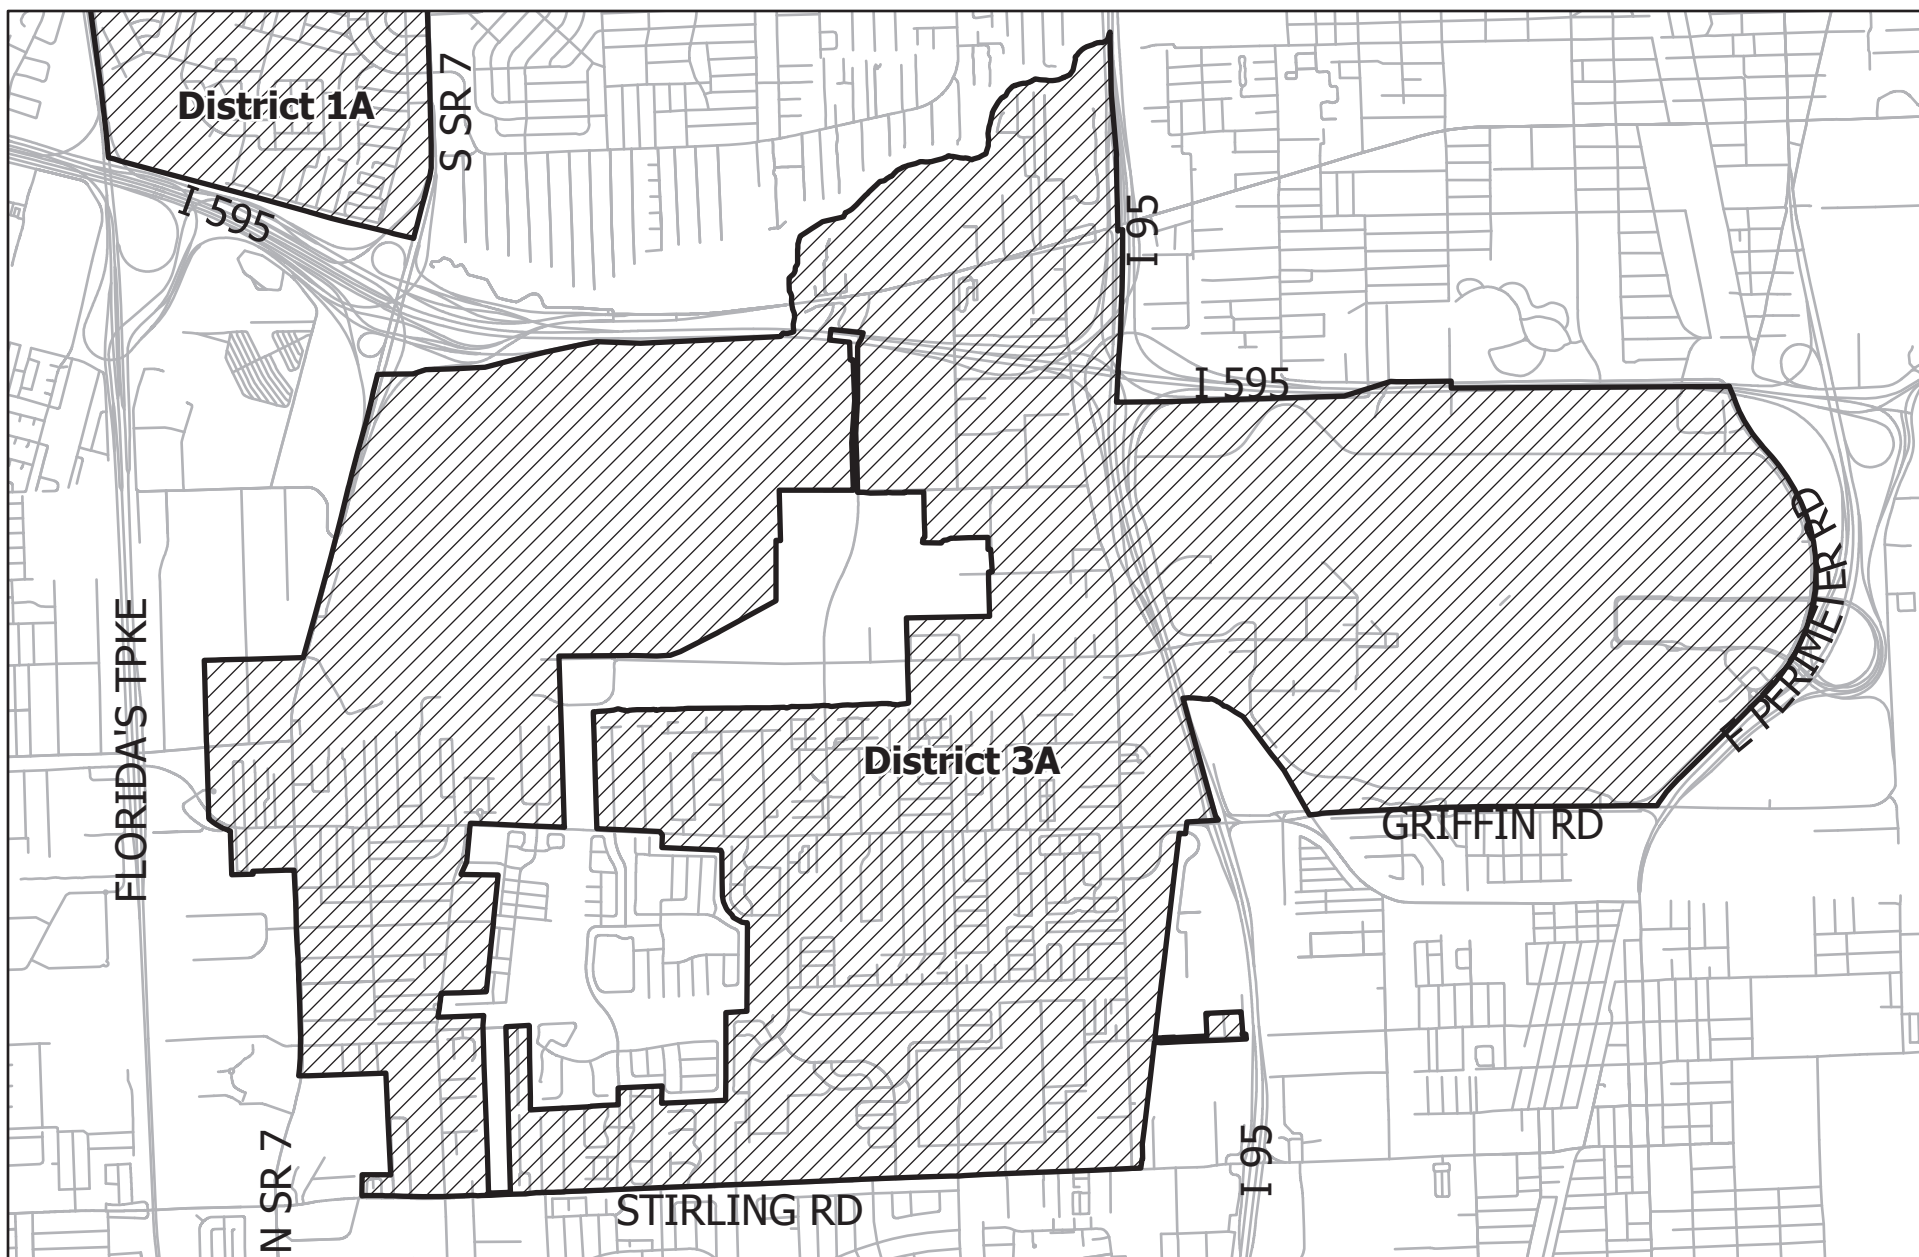 District 1A
S SR 7
I 595
I 95
I 595
E PERIMETER RD
FLORIDA'S TPKE
District 3A
GRIFFIN RD
N SR 7
I 95
STIRLING RD